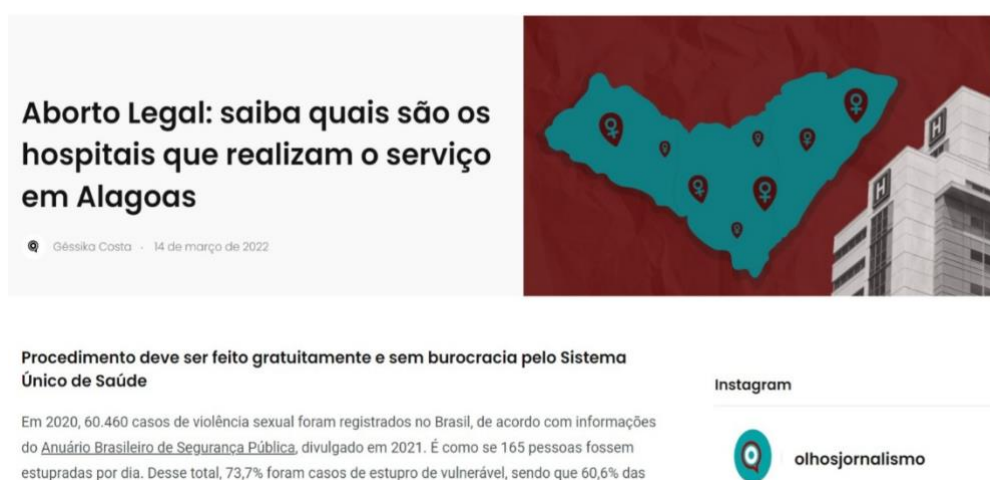 Aborto Legal: saiba quais são os
hospitais que realizam o serviço
em Alagoas
Géssika Costa · 14 de março de 2022
H
H
Procedimento deve ser feito gratuitamente e sem burocracia pelo Sistema
Único de Saúde
Em 2020, 60.460 casos de violência sexual foram registrados no Brasil, de acordo com informações
do Anuário Brasileiro de Segurança Pública, divulgado em 2021. É como se 165 pessoas fossem
estupradas por dia. Desse total, 73,7% foram casos de estupro de vulnerável, sendo que 60,6% das
Instagram
olhosjornalismo